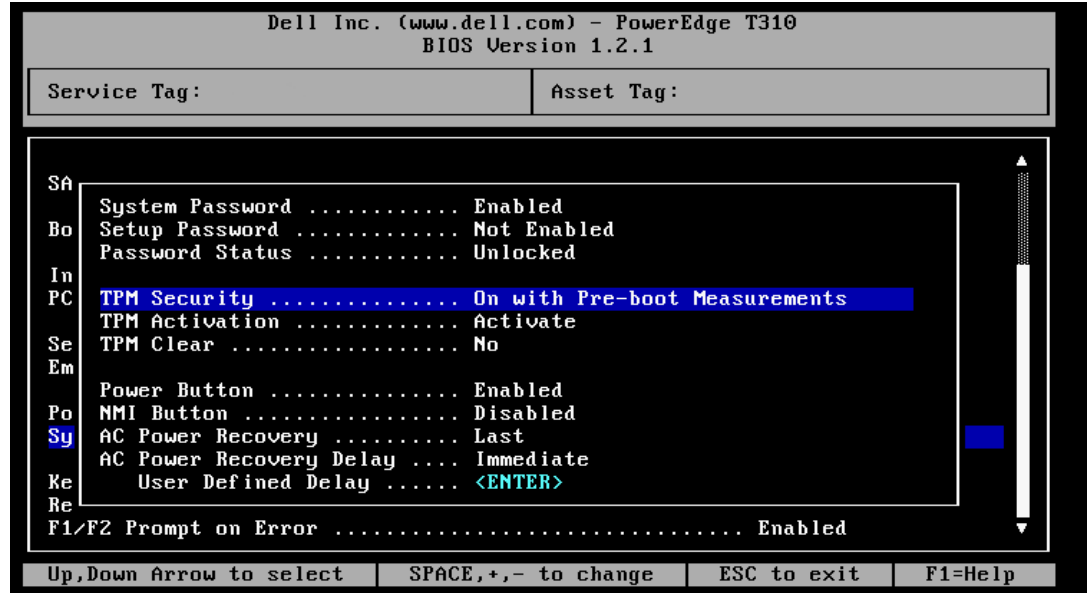 Dell Inc. (www.dell.com) - PowerEdge T310
BIOS Version 1.2.1
Service Tag: Asset Tag:
SA
System Password ............ Enabled
Bo Setup Password ............. Not Enabled
Password Status ............ Unlocked
In
PC TPM Security ............... On with Pre-boot Measurements
TPM Activation ............. Activate
Se TPM Clear .................. No
Em
Power Button ................ Enabled
Po NMI Button ................. Disabled
Sy AC Power Recovery .......... Last
AC Power Recovery Delay .... Immediate
Ke User Defined Delay ...... <ENTER>
Re
F1/F2 Prompt on Error ................................ Enabled
Up,Down Arrow to select SPACE,+,- to change ESC to exit F1=Help